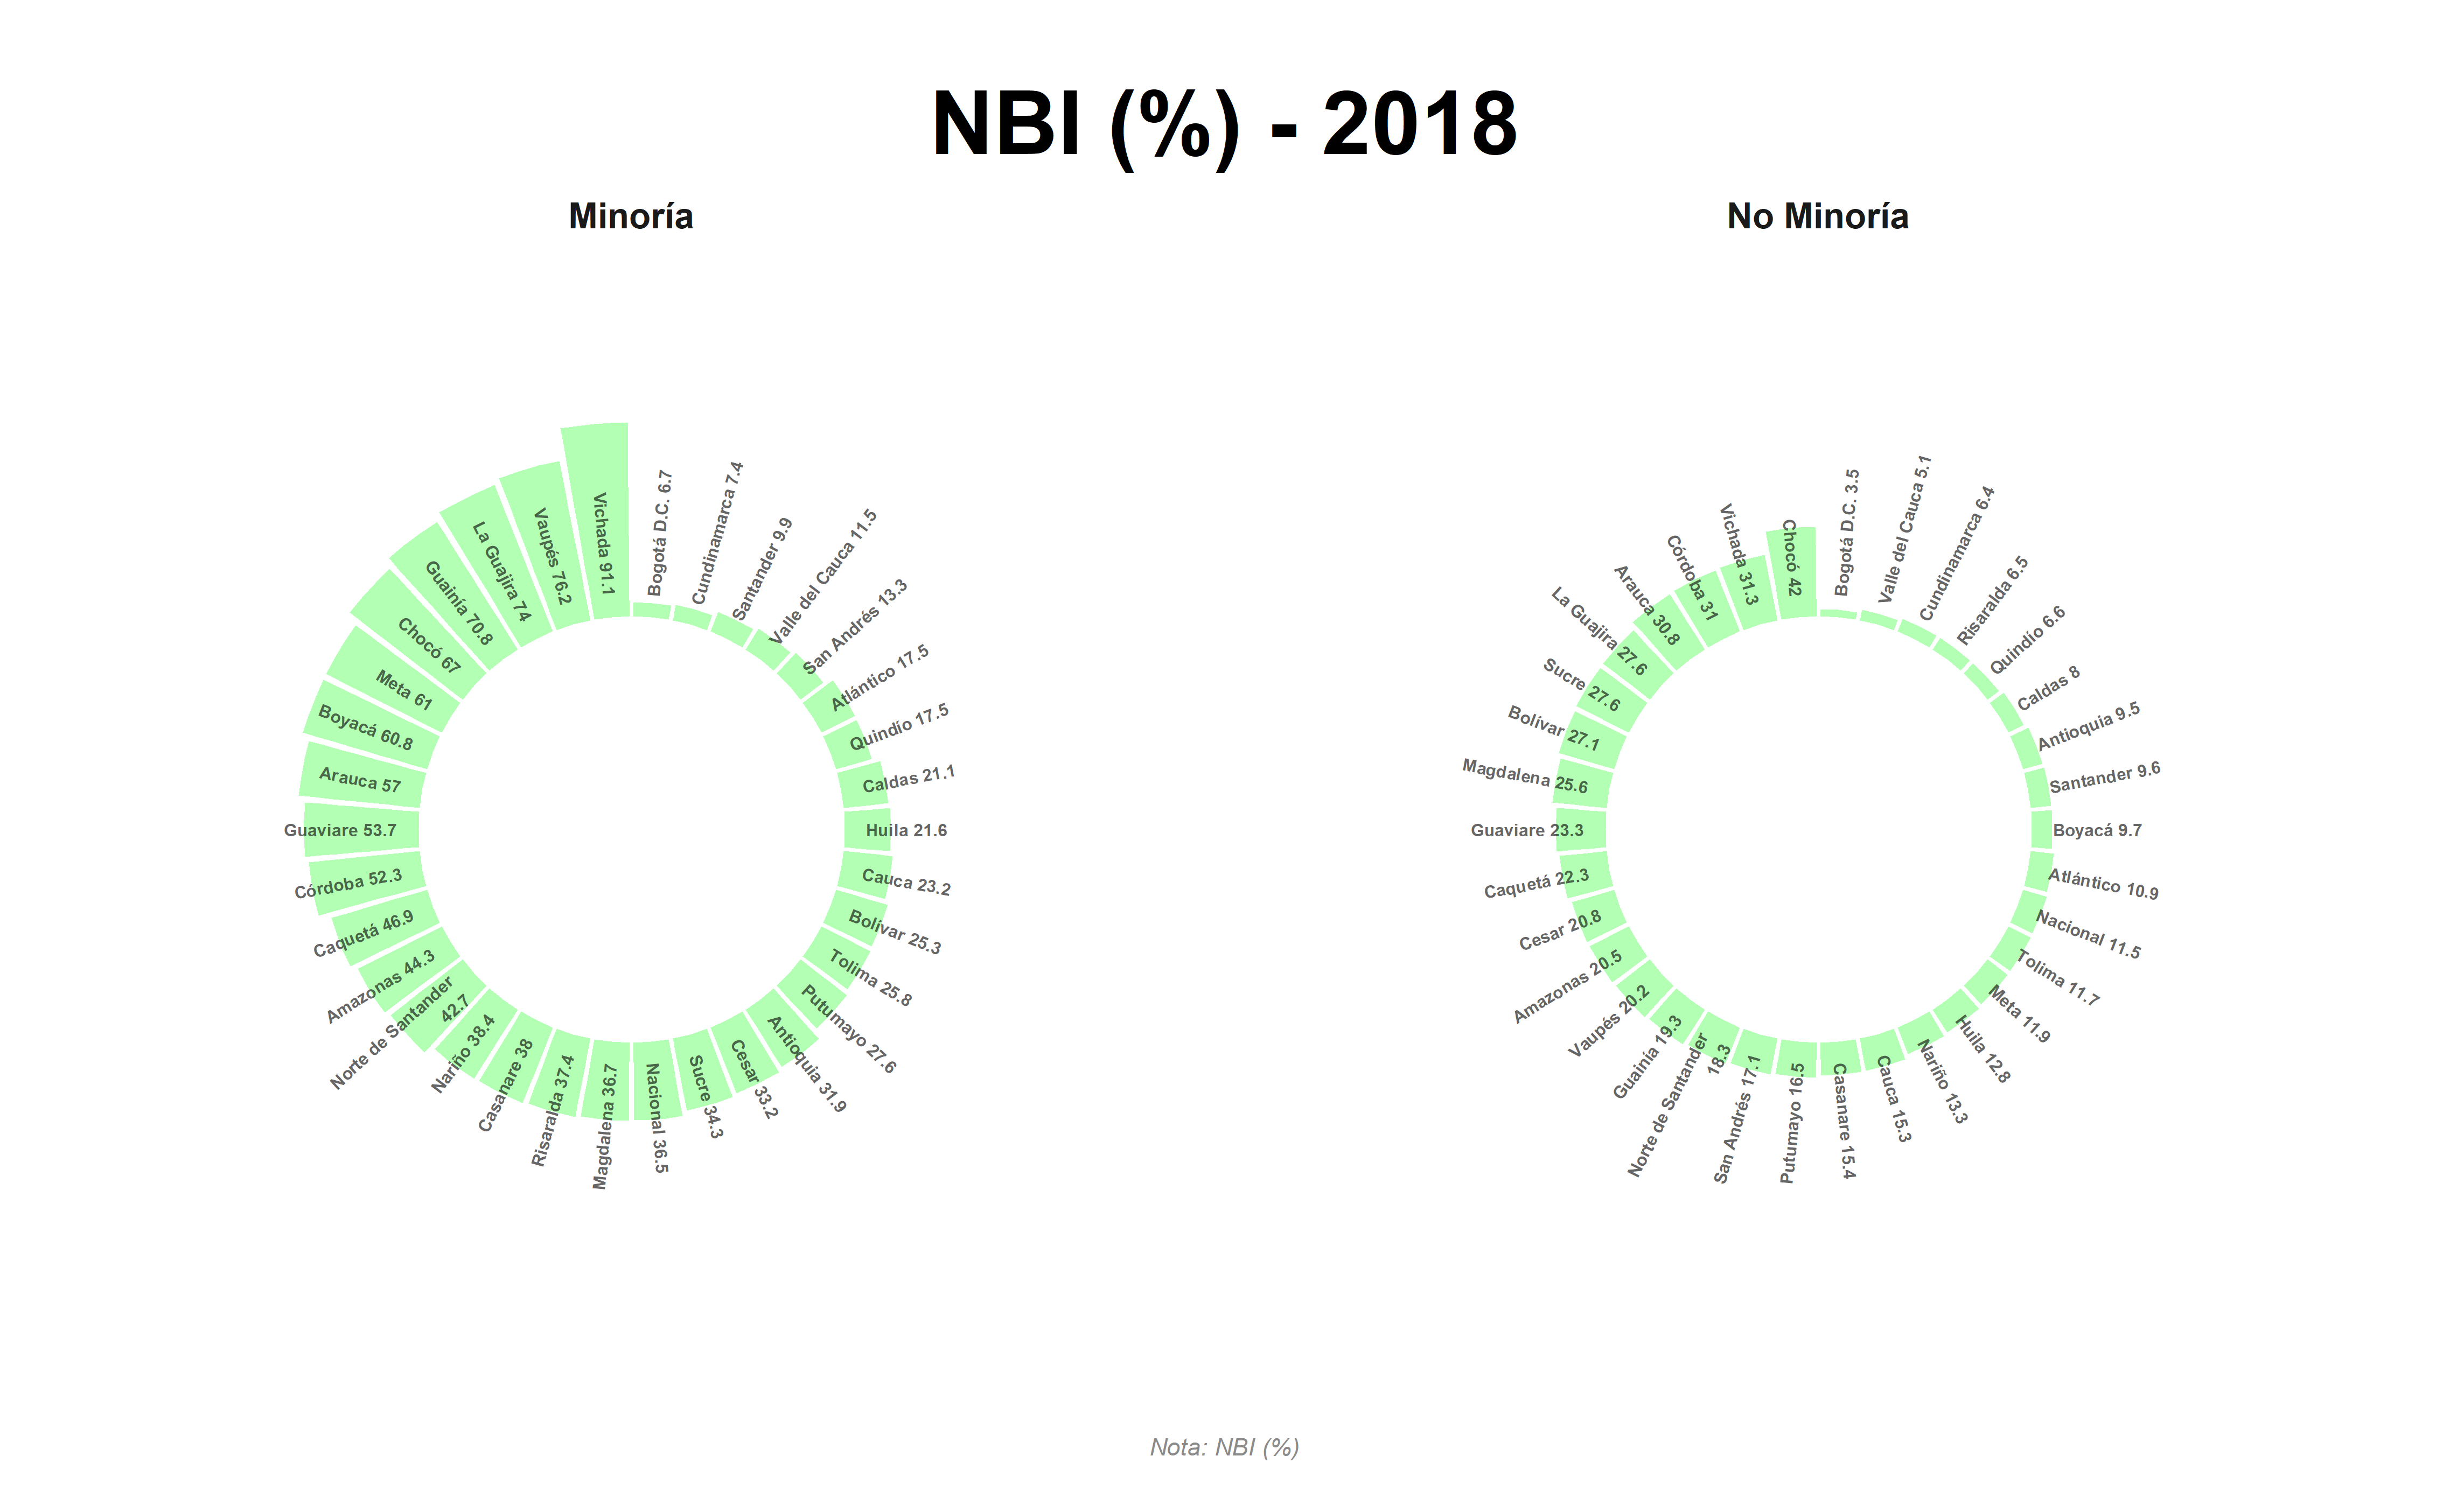 NBI (%) - 2018
Minoría
Bogotá D.C. 6.7
Cundinamarca 7.4
Santander 9.9
Valle del Cauca 11.5
San Andrés 13.3
Atlántico 17.5
Quindío 17.5
Caldas 21.1
Huila 21.6
Cauca 23.2
Bolívar 25.3
Tolima 25.8
Putumayo 27.6
Antioquia 31.9
Cesar 33.2
Sucre 34.3
Nacional 36.5
Magdalena 36.7
Risaralda 37.4
Casanare 38
Nariño 38.4
Norte de Santander
42.7
Amazonas 44.3
Caquetá 46.9
Córdoba 52.3
Guaviare 53.7
Arauca 57
Boyacá 60.8
Meta 61
Chocó 67
Guainía 70.8
La Guajira 74
Vaupés 76.2
Vichada 91.1
No Minoría
Bogotá D.C. 3.5
Valle del Cauca 5.1
Cundinamarca 6.4
Risaralda 6.5
Quindío 6.6
Caldas 8
Antioquia 9.5
Santander 9.6
Boyacá 9.7
Atlántico 10.9
Nacional 11.5
Tolima 11.7
Meta 11.9
Huila 12.8
Nariño 13.3
Cauca 15.3
Casanare 15.4
Putumayo 16.5
San Andrés 17.1
Norte de Santander
18.3
Guainía 19.3
Vaupés 20.2
Amazonas 20.5
Cesar 20.8
Caquetá 22.3
Guaviare 23.3
Magdalena 25.6
Bolívar 27.1
Sucre 27.6
La Guajira 27.6
Arauca 30.8
Córdoba 31
Vichada 31.3
Chocó 42
Nota: NBI (%)